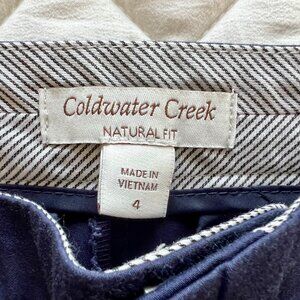 Coldwater Creek
NATURAL FIT
MADE IN
VIETNAM
4